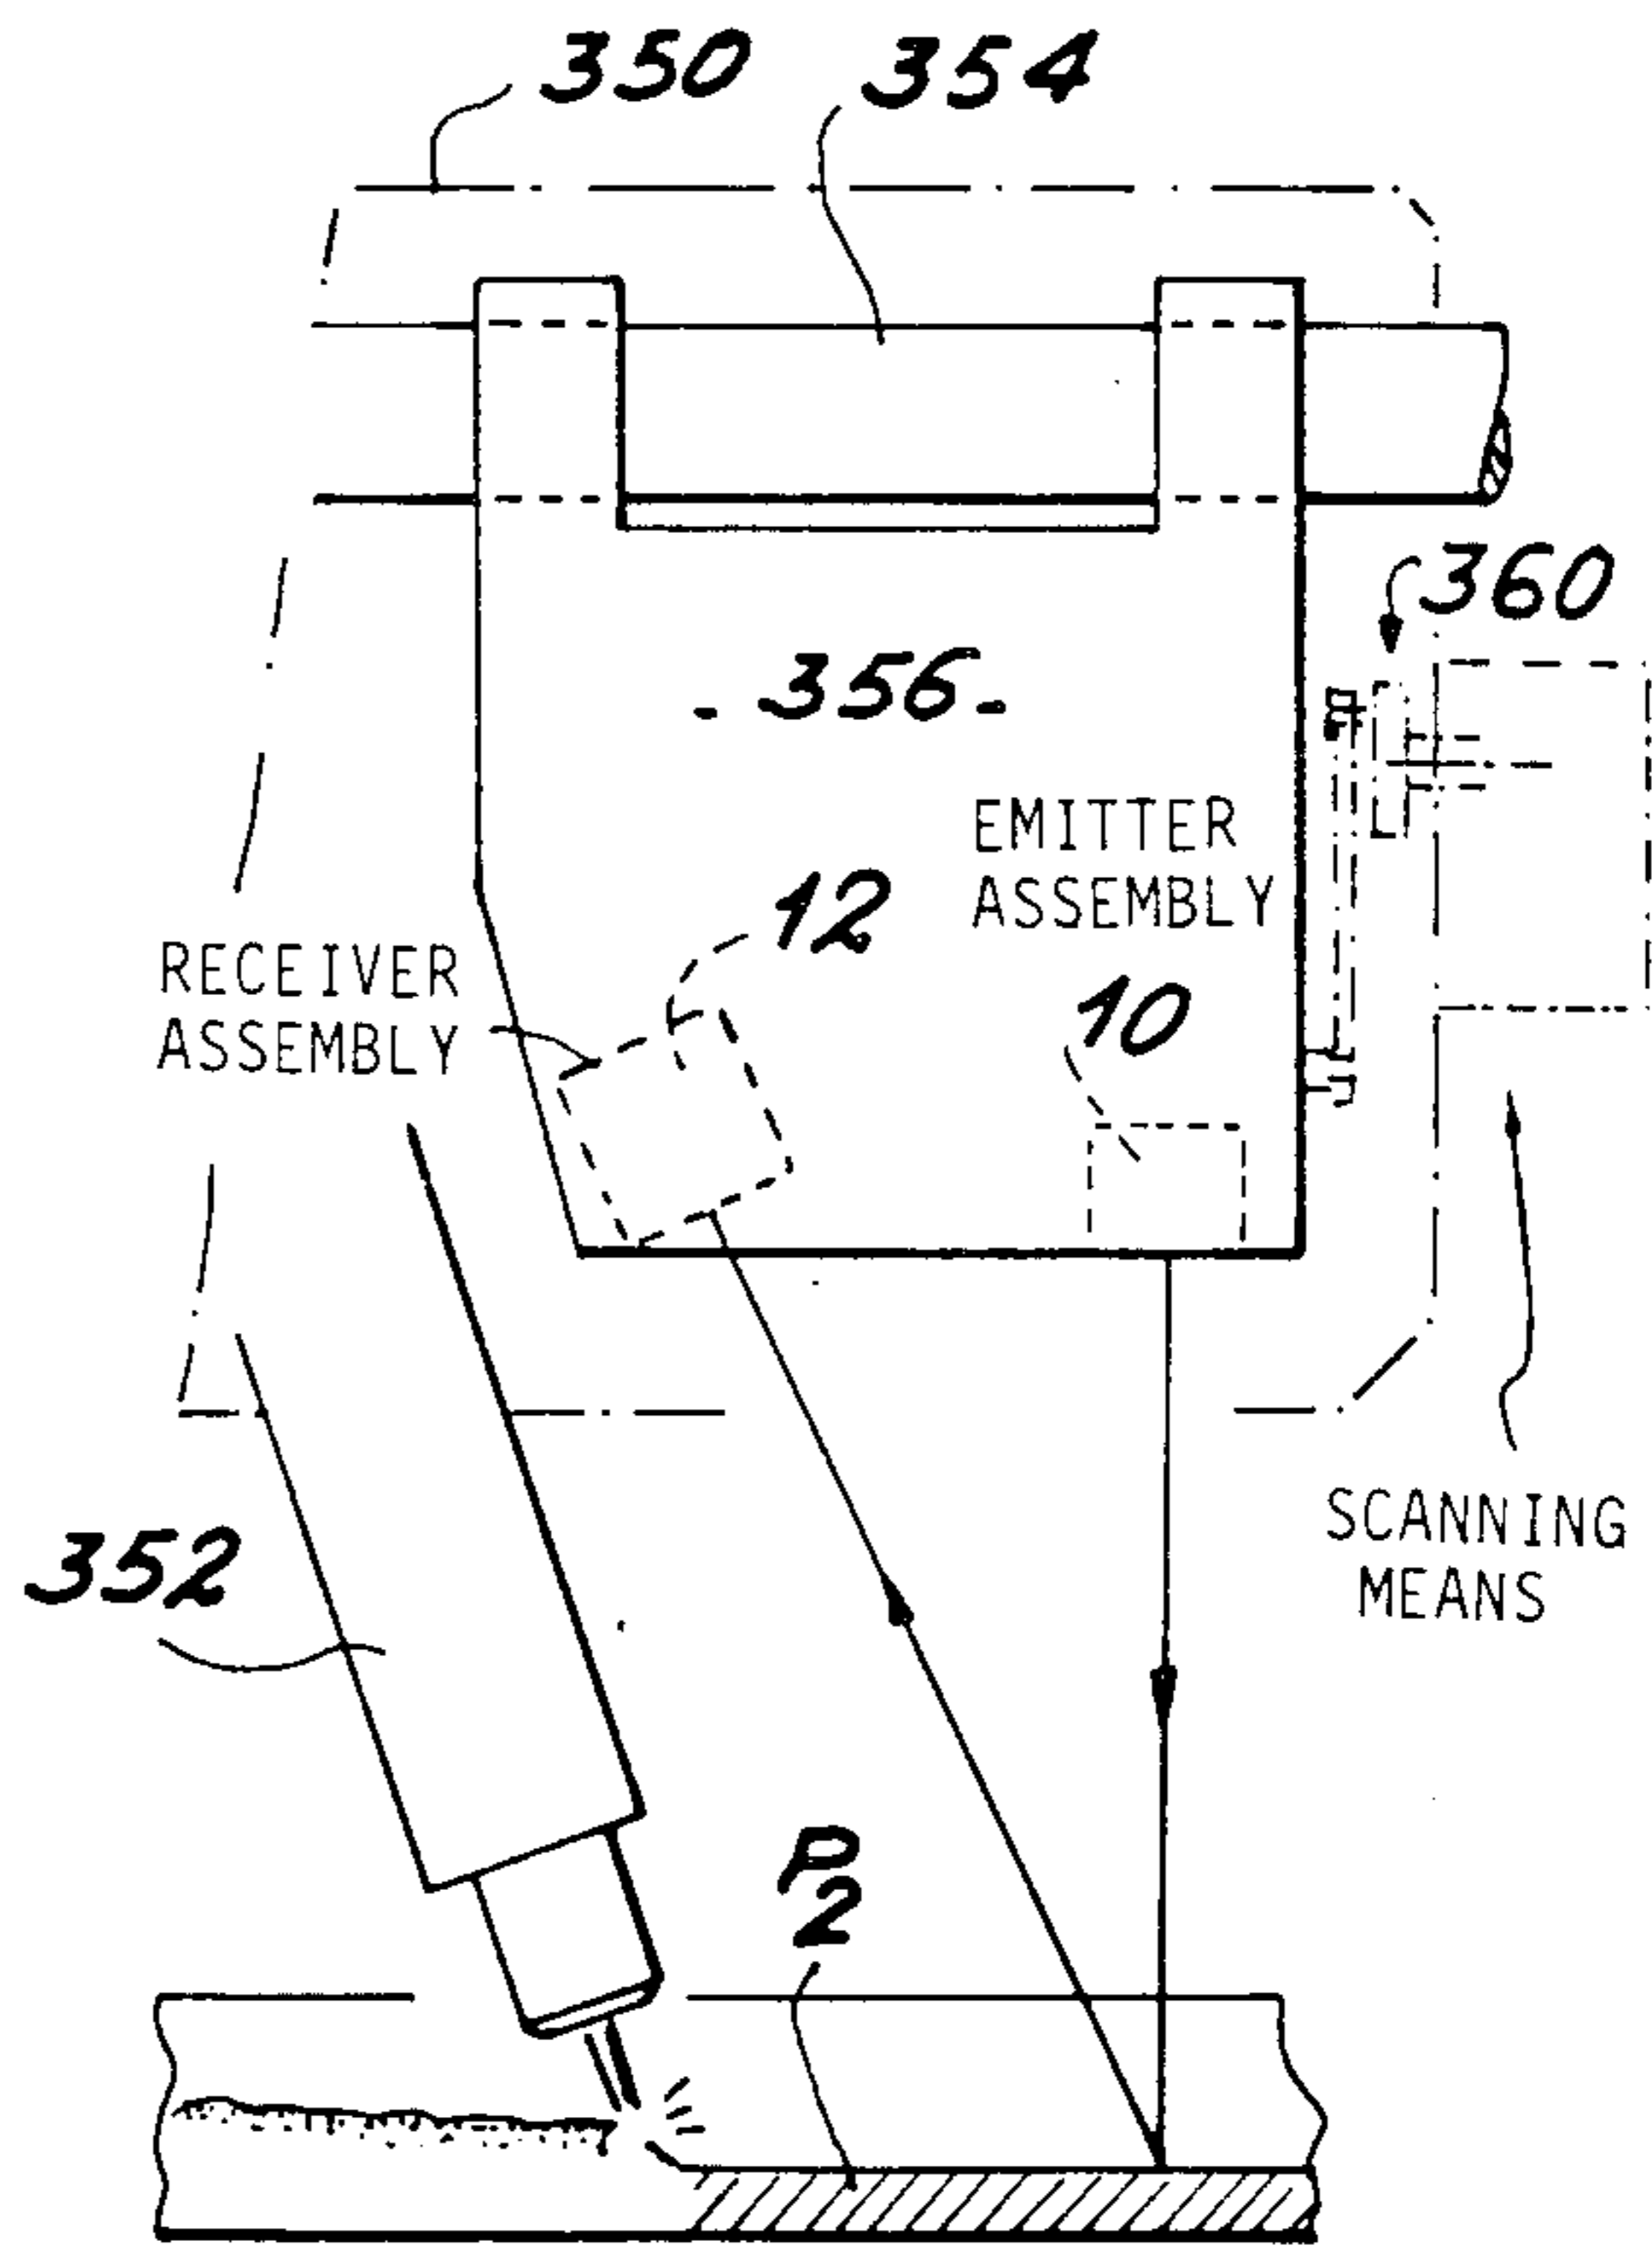 350
354
360
- 356 -
EMITTER
ASSEMBLY
12
RECEIVER
ASSEMBLY
10
SCANNING
MEANS
352
P2